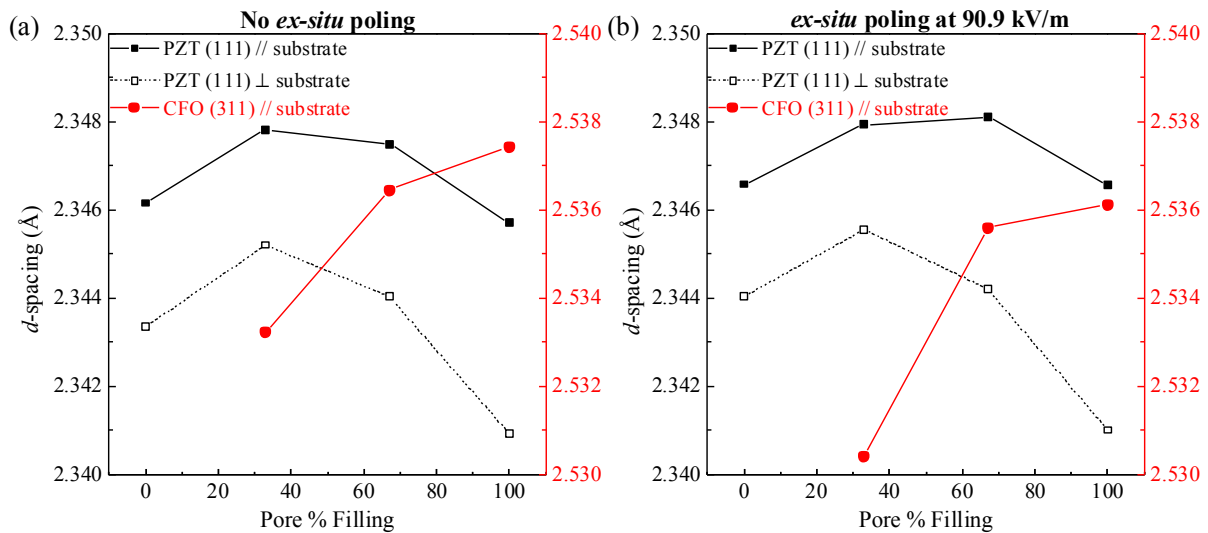 (a)
No ex-situ poling
2.350
2.348
2.346
2.344
2.342
2.340
d-spacing (Å)
PZT (111) // substrate
PZT (111) ⊥ substrate
CFO (311) // substrate
2.540
2.538
2.536
2.534
2.532
2.530
0 20 40 60 80 100
Pore % Filling
(b)
ex-situ poling at 90.9 kV/m
2.350
2.348
2.346
2.344
2.342
2.340
d-spacing (Å)
PZT (111) // substrate
PZT (111) ⊥ substrate
CFO (311) // substrate
2.540
2.538
2.536
2.534
2.532
2.530
0 20 40 60 80 100
Pore % Filling